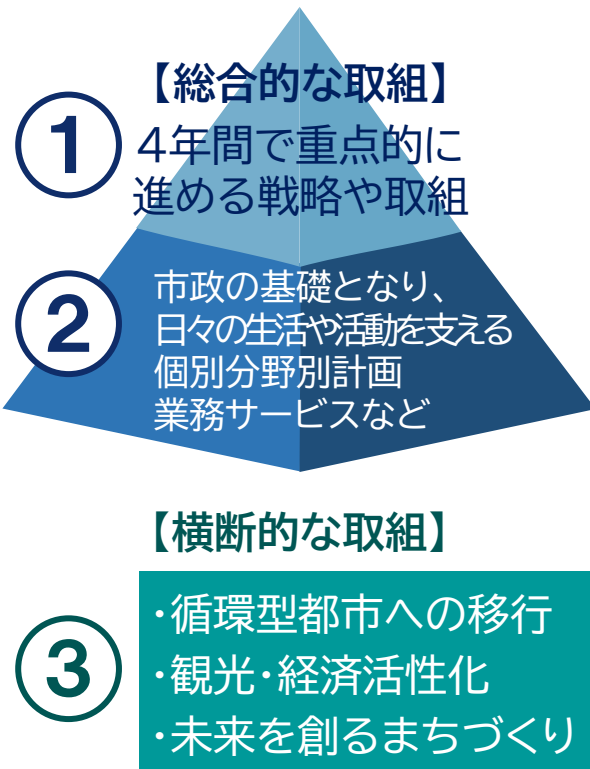 【総合的な取組】
①
4年間で重点的に
進める戦略や取組
②
市政の基礎となり、
日々の生活や活動を支える
個別分野別計画
業務サービスなど
【横断的な取組】
③
・循環型都市への移行
・観光・経済活性化
・未来を創るまちづくり